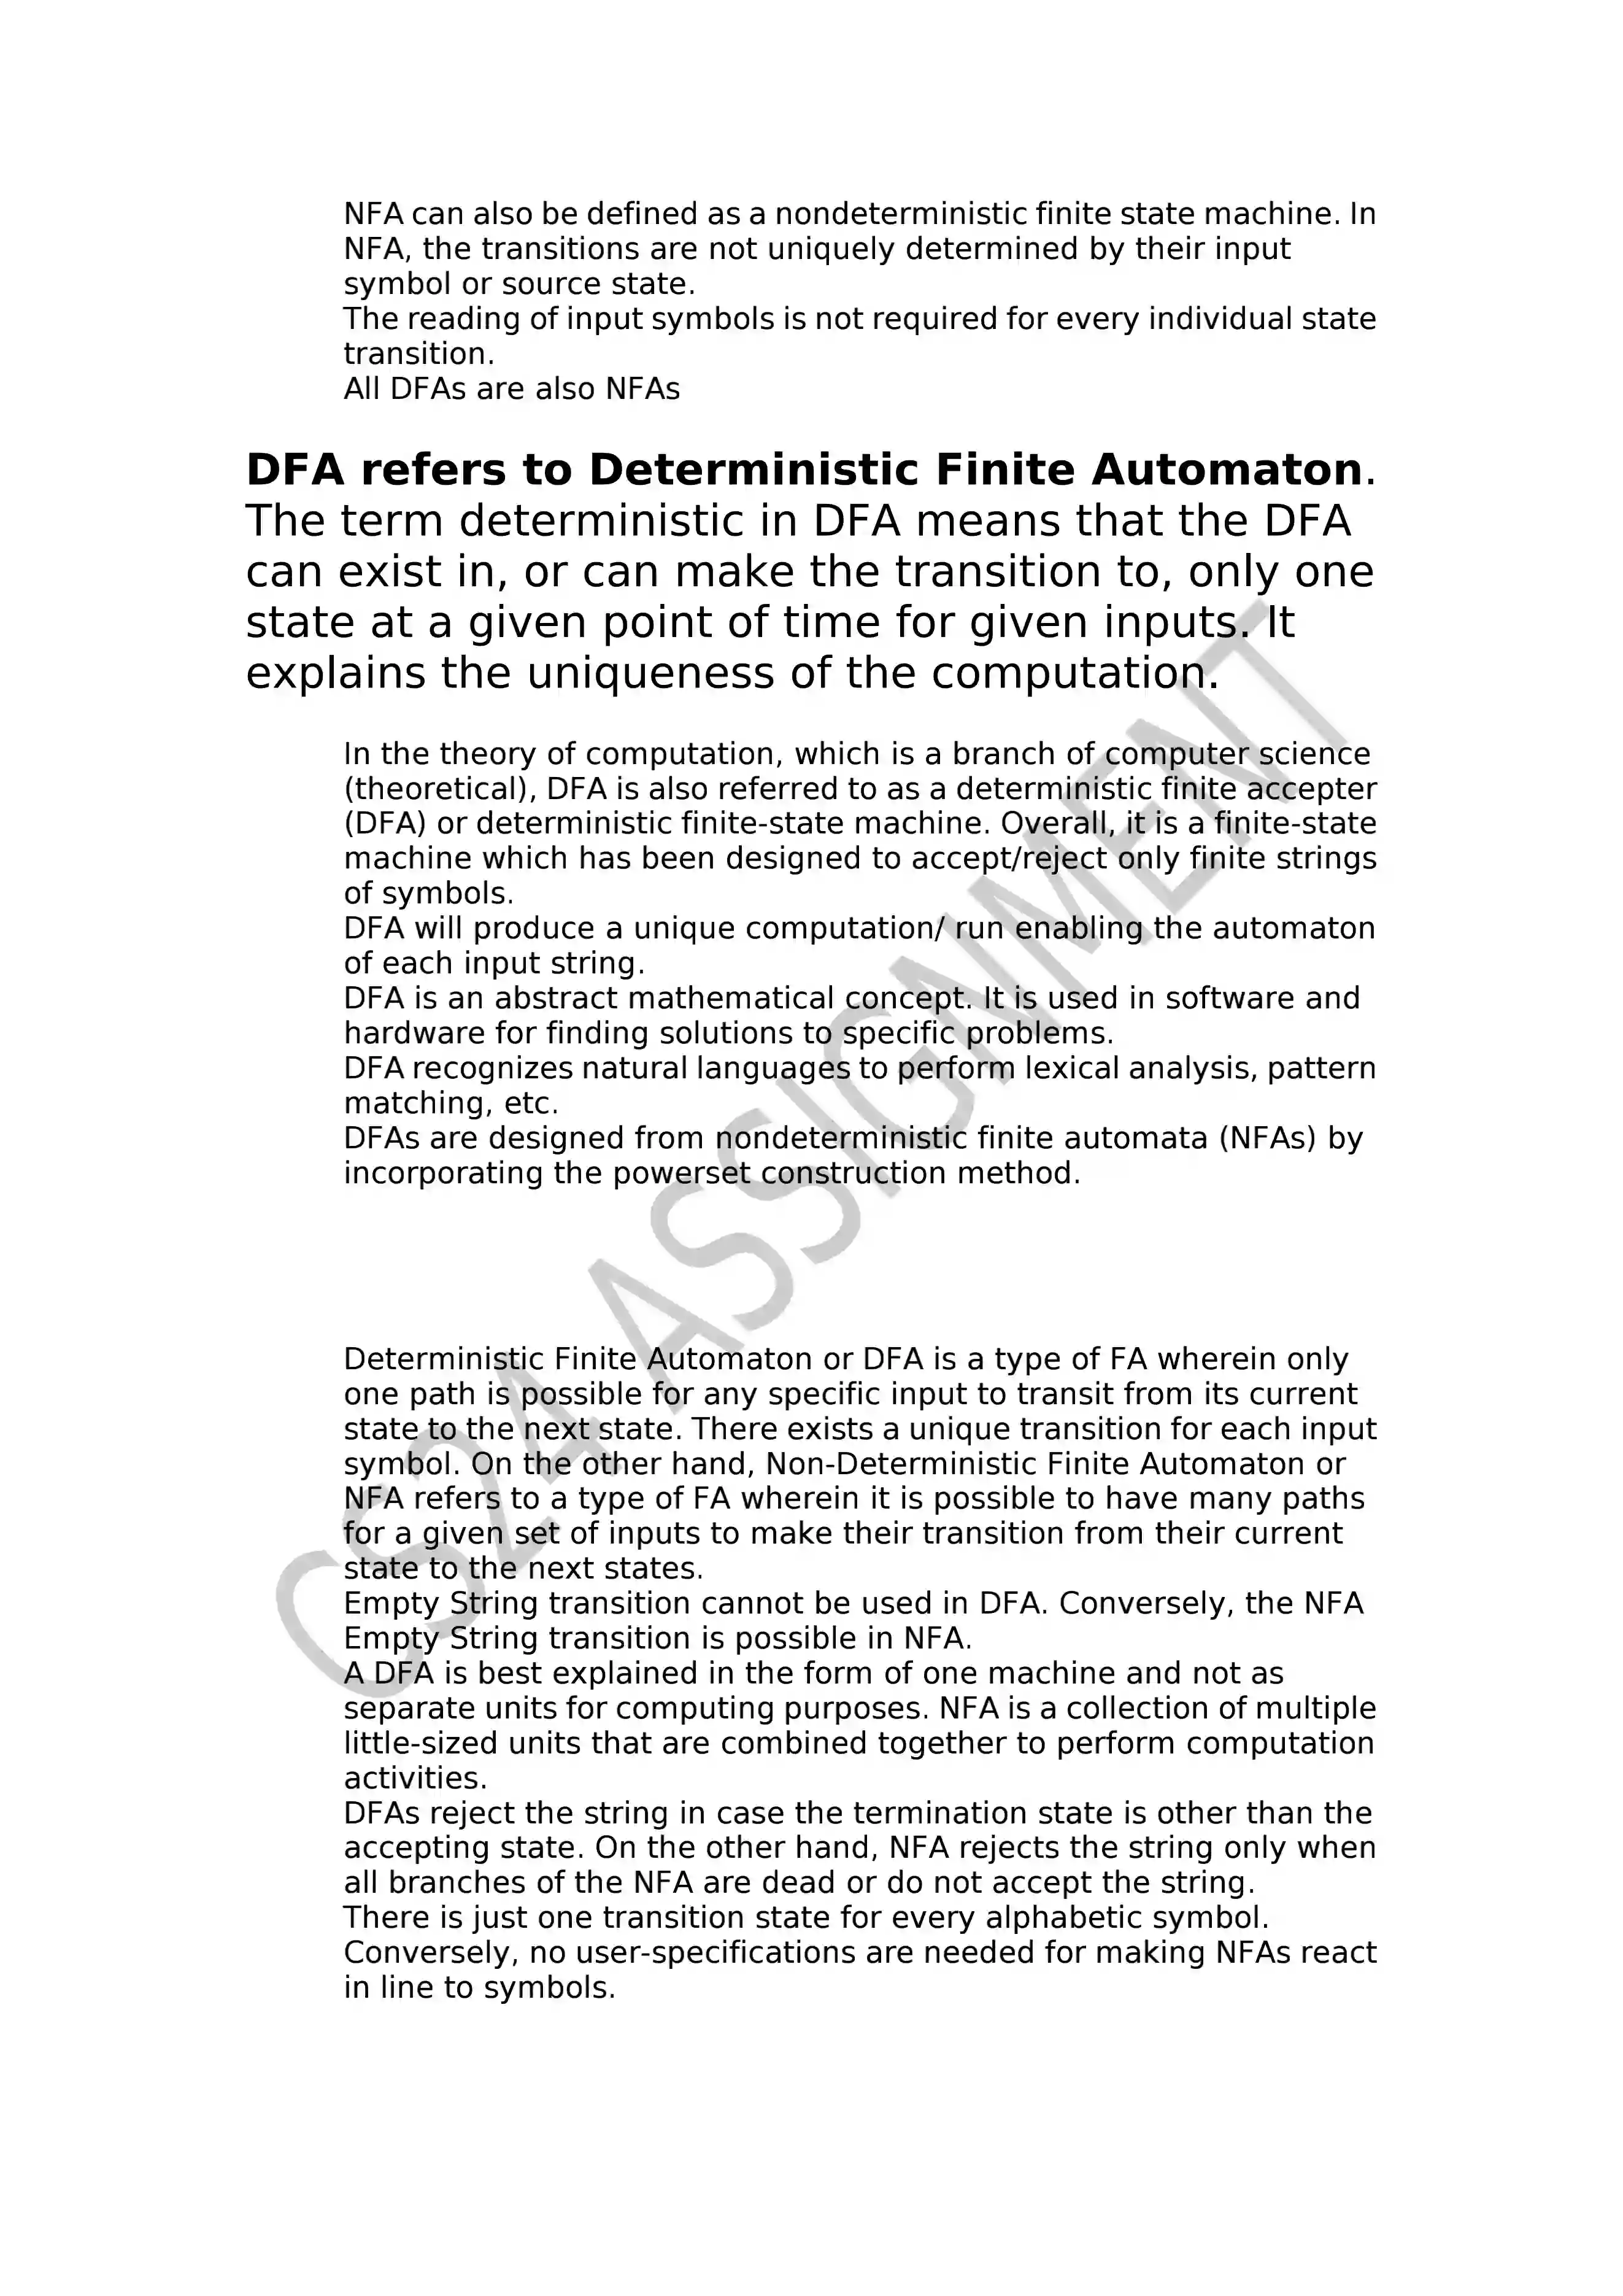 NFA can also be defined as a nondeterministic finite state machine. In
NFA, the transitions are not uniquely determined by their input
symbol or source state.
The reading of input symbols is not required for every individual state
transition.
All DFAs are also NFAs
DFA refers to Deterministic Finite Automaton.
The term deterministic in DFA means that the DFA
can exist in, or can make the transition to, only one
state at a given point of time for given inputs. It
explains the uniqueness of the computation.
In the theory of computation, which is a branch of computer science
(theoretical), DFA is also referred to as a deterministic finite accepter
(DFA) or deterministic finite-state machine. Overall, it is a finite-state
machine which has been designed to accept/reject only finite strings
of symbols.
DFA will produce a unique computation/ run enabling the automaton
of each input string.
DFA is an abstract mathematical concept. It is used in software and
hardware for finding solutions to specific problems.
DFA recognizes natural languages to perform lexical analysis, pattern
matching, etc.
DFAs are designed from nondeterministic finite automata (NFAs) by
incorporating the powerset construction method.
Deterministic Finite Automaton or DFA is a type of FA wherein only
one path is possible for any specific input to transit from its current
state to the next state. There exists a unique transition for each input
symbol. On the other hand, Non-Deterministic Finite Automaton or
NFA refers to a type of FA wherein it is possible to have many paths
for a given set of inputs to make their transition from their current
state to the next states.
Empty String transition cannot be used in DFA. Conversely, the NFA
Empty String transition is possible in NFA.
A DFA is best explained in the form of one machine and not as
separate units for computing purposes. NFA is a collection of multiple
little-sized units that are combined together to perform computation
activities.
DFAs reject the string in case the termination state is other than the
accepting state. On the other hand, NFA rejects the string only when
all branches of the NFA are dead or do not accept the string.
There is just one transition state for every alphabetic symbol.
Conversely, no user-specifications are needed for making NFAs react
in line to symbols.
CS24 ASSIGNMENT